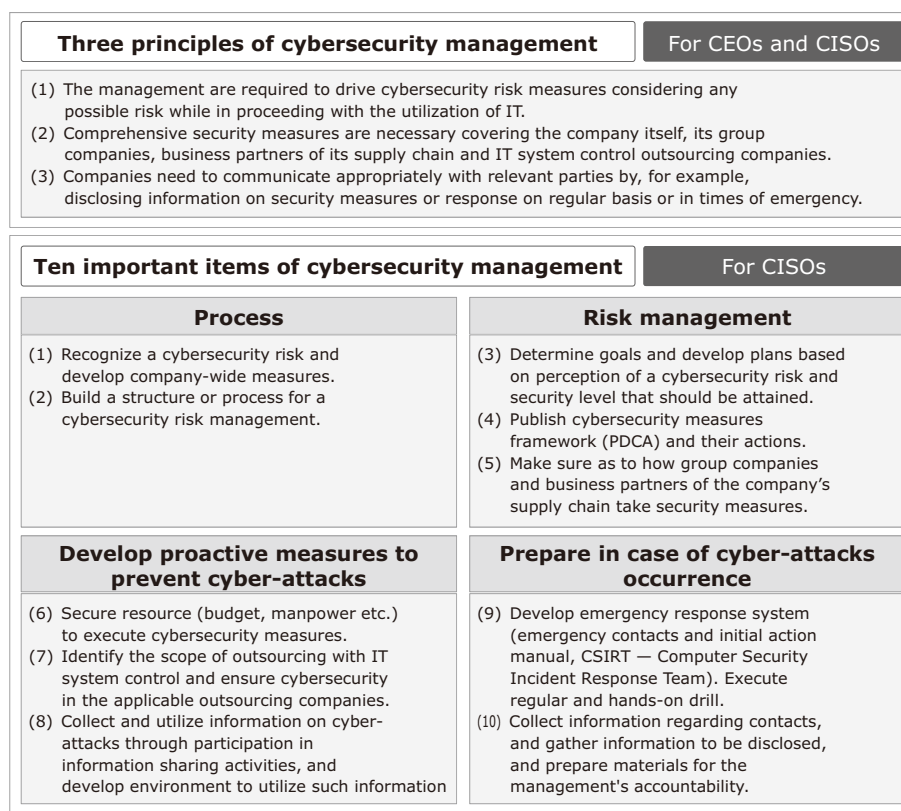 Three principles of cybersecurity management
For CEOs and CISOs
(1) The management are required to drive cybersecurity risk measures considering any
possible risk while in proceeding with the utilization of IT.
(2) Comprehensive security measures are necessary covering the company itself, its group
companies, business partners of its supply chain and IT system control outsourcing companies.
(3) Companies need to communicate appropriately with relevant parties by, for example,
disclosing information on security measures or response on regular basis or in times of emergency.
Ten important items of cybersecurity management
For CISOs
Process
(1) Recognize a cybersecurity risk and
develop company-wide measures.
(2) Build a structure or process for a
cybersecurity risk management.
Risk management
(3) Determine goals and develop plans based
on perception of a cybersecurity risk and
security level that should be attained.
(4) Publish cybersecurity measures
framework (PDCA) and their actions.
(5) Make sure as to how group companies
and business partners of the company's
supply chain take security measures.
Develop proactive measures to
prevent cyber-attacks
(6) Secure resource (budget, manpower etc.)
to execute cybersecurity measures.
(7) Identify the scope of outsourcing with IT
system control and ensure cybersecurity
in the applicable outsourcing companies.
(8) Collect and utilize information on cyber-
attacks through participation in
information sharing activities, and
develop environment to utilize such information
Prepare in case of cyber-attacks
occurrence
(9) Develop emergency response system
(emergency contacts and initial action
manual, CSIRT — Computer Security
Incident Response Team). Execute
regular and hands-on drill.
(10) Collect information regarding contacts,
and gather information to be disclosed,
and prepare materials for the
management's accountability.